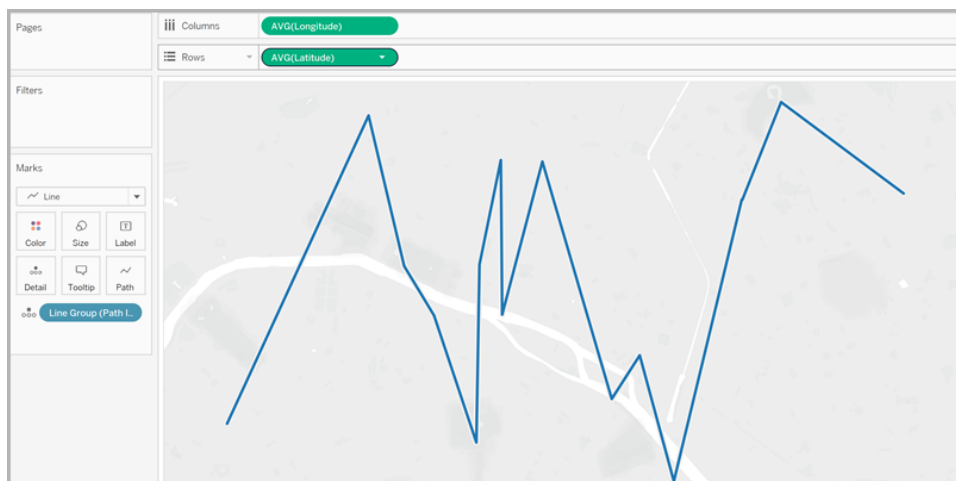 Pages
Columns
AVG(Longitude)
Rows
AVG(Latitude)
Filters
Marks
Line
Color
Size
Label
T
Detail
Tooltip
Path
Line Group (Path I..